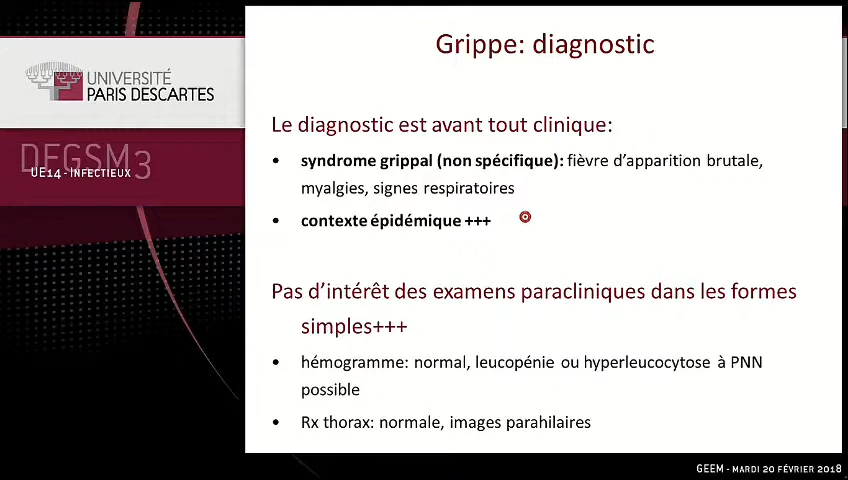 Grippe: diagnostic
UNIVERSITÉ
PARIS DESCARTES
DFGSM3
UE14 - INFECTIEUX
Le diagnostic est avant tout clinique:
• syndrome grippal (non spécifique): fièvre d'apparition brutale,
myalgies, signes respiratoires
• contexte épidémique +++
Pas d'intérêt des examens paracliniques dans les formes
simples+++
• hémogramme: normal, leucopénie ou hyperleucocytose à PNN
possible
• Rx thorax: normale, images parahilaires
GEEM - MARDI 20 FÉVRIER 2018